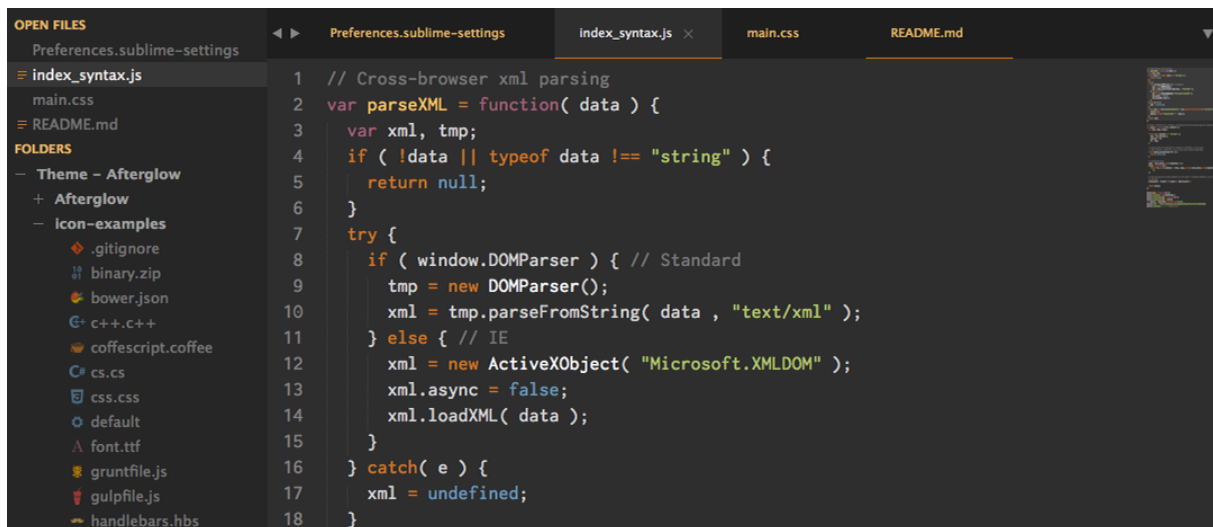 OPEN FILES
Preferences.sublime-settings
index_syntax.js
main.css
README.md
FOLDERS
Theme – Afterglow
Afterglow
icon-examples
.gitignore
binary.zip
bower.json
c++.c++
coffescript.coffee
cs.cs
css.css
default
font.ttf
gruntfile.js
gulpfile.js
handlebars.hbs
Preferences.sublime-settings index_syntax.js × main.css README.md
1 // Cross-browser xml parsing
2 var parseXML = function( data ) {
3 var xml, tmp;
4 if ( !data || typeof data !== "string" ) {
5 return null;
6 }
7 try {
8 if ( window.DOMParser ) { // Standard
9 tmp = new DOMParser();
10 xml = tmp.parseFromString( data , "text/xml" );
11 } else { // IE
12 xml = new ActiveXObject( "Microsoft.XMLDOM" );
13 xml.async = false;
14 xml.loadXML( data );
15 }
16 } catch( e ) {
17 xml = undefined;
18 }